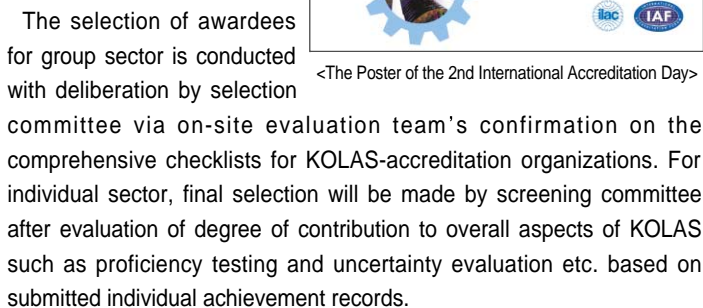 ilac
IAF
<The Poster of the 2nd International Accreditation Day>
The selection of awardees
for group sector is conducted
with deliberation by selection
committee via on-site evaluation team's confirmation on the
comprehensive checklists for KOLAS-accreditation organizations. For
individual sector, final selection will be made by screening committee
after evaluation of degree of contribution to overall aspects of KOLAS
such as proficiency testing and uncertainty evaluation etc. based on
submitted individual achievement records.